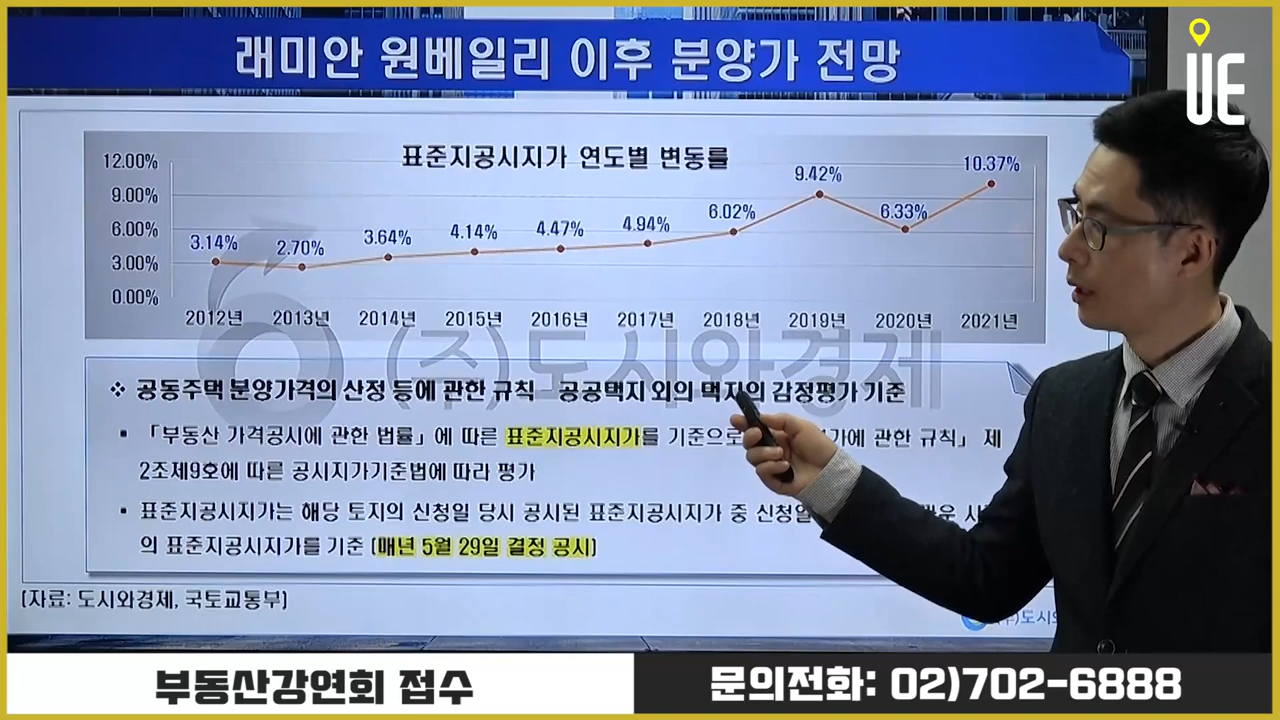 래미안 원베일리 이후 분양가 전망
UE
표준지공시지가 연도별 변동률
12.00%
9.00%
6.00%
3.00%
0.00%
3.14%
2.70%
3.64%
4.14%
4.47%
4.94%
6.02%
9.42%
6.33%
10.37%
2012년 2013년 2014년 2015년 2016년 2017년 2018년 2019년 2020년 2021년
(주)도시와경제
❖ 공동주택 분양가격의 산정 등에 관한 규칙 공공택지 외의 택지의 감정평가 기준
▪ 「부동산 가격공시에 관한 법률」에 따른 표준지공시지가를 기준으로 가에 관한 규칙」 제
2조제9호에 따른 공시지가기준법에 따라 평가
▪ 표준지공시지가는 해당 토지의 신청일 당시 공시된 표준지공시지가 중 신청일
의 표준지공시지가를 기준 (매년 5월 29일 결정 공시)
(자료: 도시와경제, 국토교통부)
부동산강연회 접수
문의전화: 02)702-6888